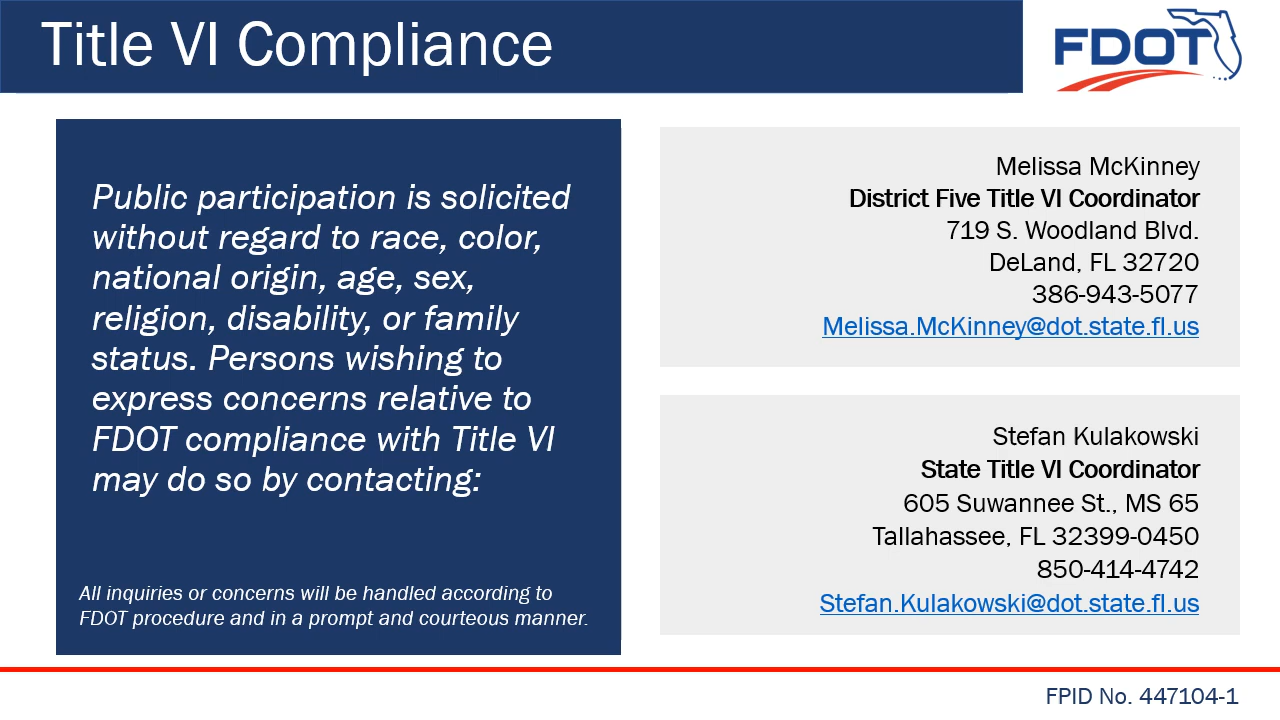 Title VI Compliance
FDOT
Public participation is solicited
without regard to race, color,
national origin, age, sex,
religion, disability, or family
status. Persons wishing to
express concerns relative to
FDOT compliance with Title VI
may do so by contacting:
All inquiries or concerns will be handled according to
FDOT procedure and in a prompt and courteous manner.
Melissa McKinney
District Five Title VI Coordinator
719 S. Woodland Blvd.
DeLand, FL 32720
386-943-5077
Melissa.McKinney@dot.state.fl.us
Stefan Kulakowski
State Title VI Coordinator
605 Suwannee St., MS 65
Tallahassee, FL 32399-0450
850-414-4742
Stefan.Kulakowski@dot.state.fl.us
FPID No. 447104-1